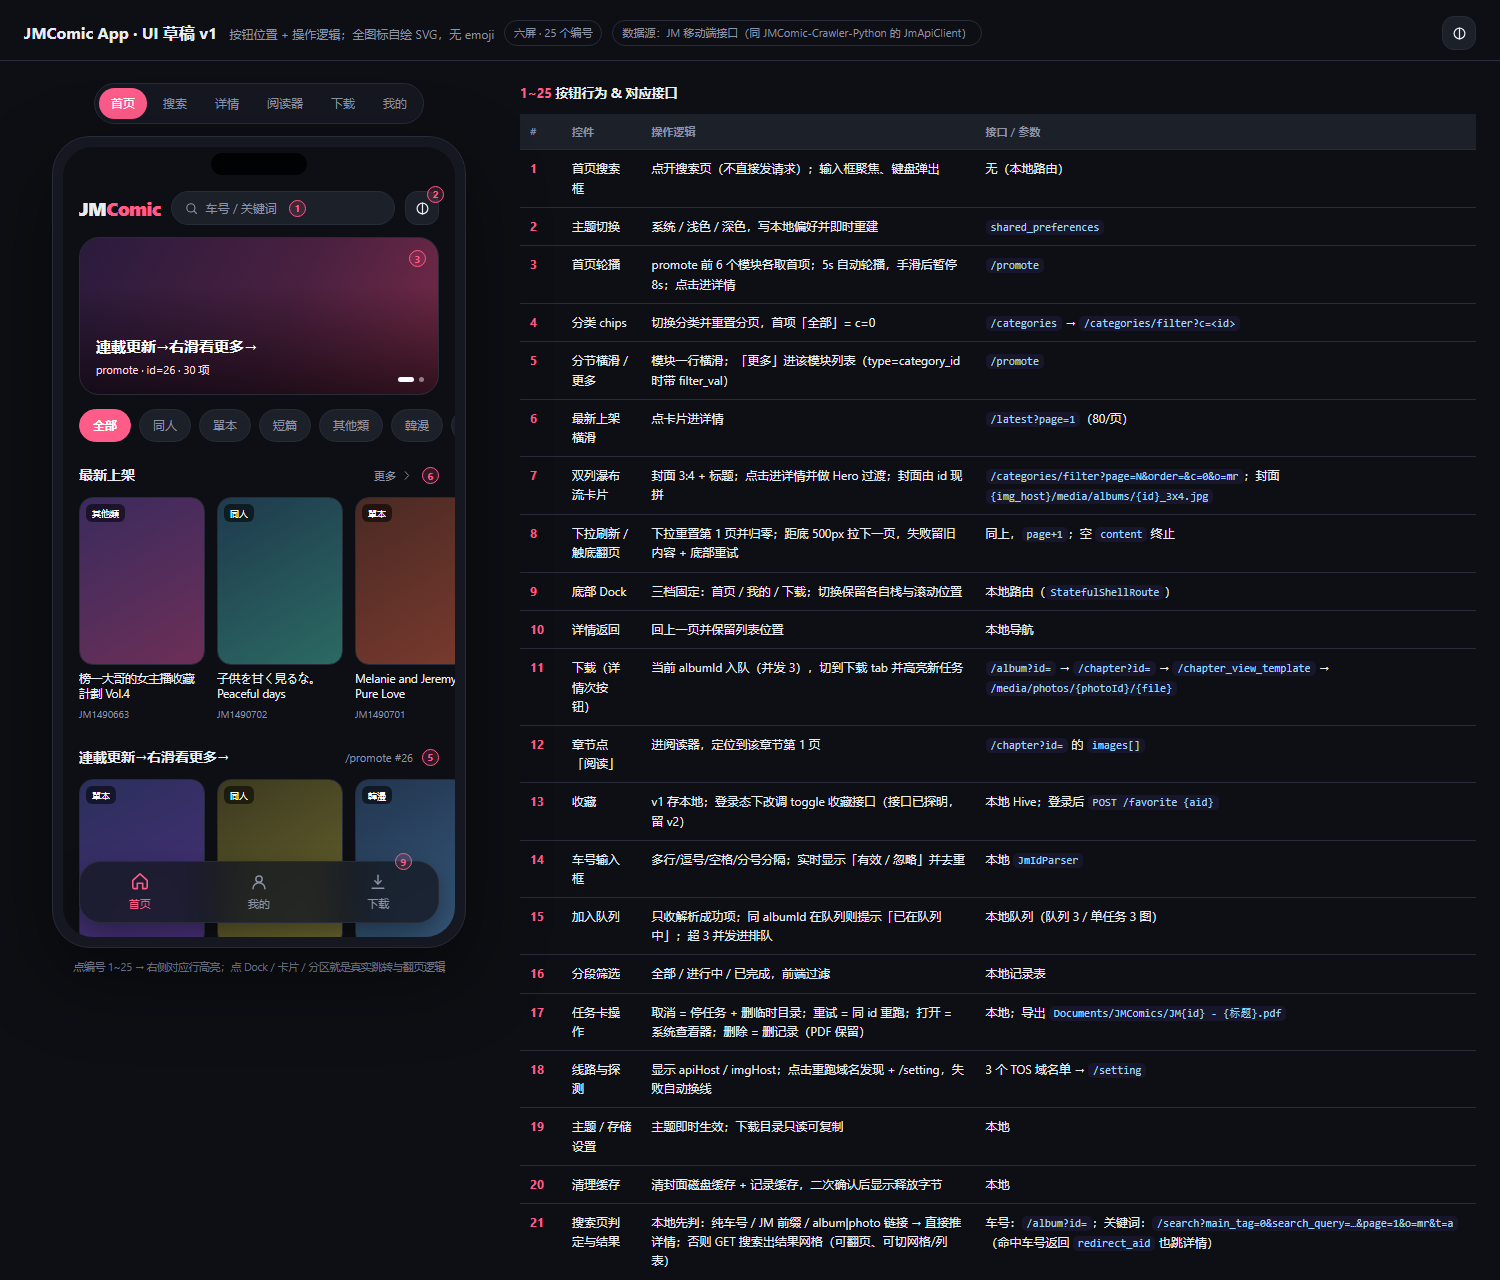 JMComic App · UI 草稿 v1
按钮位置 + 操作逻辑；全图标自绘 SVG，无 emoji
六屏 · 25 个编号
数据源：JM 移动端接口（同 JMComic-Crawler-Python 的 JmApiClient）
首页 搜索 详情 阅读器 下载 我的
JMComic
车号 / 关键词
1
2
3
連載更新→右滑看更多→
promote · id=26 · 30 项
全部 同人 單本 短篇 其他類 韓漫
最新上架
更多
6
其他類
同人
單本
榜一大哥的女主播收藏
計劃 Vol.4
JM1490663
子供を甘く見るな。
Peaceful days
JM1490702
Melanie and Jeremy
Pure Love
JM1490701
連載更新→右滑看更多→
/promote #26
5
單本
同人
韓漫
9
首页
我的
下载
点编号 1~25 → 右侧对应行高亮；点 Dock / 卡片 / 分区就是真实跳转与翻页逻辑
1~25 按钮行为 & 对应接口
# 控件 操作逻辑 接口 / 参数
1 首页搜索框 点开搜索页（不直接发请求）；输入框聚焦、键盘弹出 无（本地路由）
2 主题切换 系统 / 浅色 / 深色，写本地偏好并即时重建 shared_preferences
3 首页轮播 promote 前 6 个模块各取首项；5s 自动轮播，手滑后暂停 8s；点击进详情 /promote
4 分类 chips 切换分类并重置分页，首项「全部」= c=0 /categories → /categories/filter?c=<id>
5 分节横滑 / 更多 模块一行横滑；「更多」进该模块列表（type=category_id 时带 filter_val） /promote
6 最新上架横滑 点卡片进详情 /latest?page=1（80/页）
7 双列瀑布流卡片 封面 3:4 + 标题；点击进详情并做 Hero 过渡；封面由 id 现拼 /categories/filter?page=N&order=&c=0&o=mr；封面 {img_host}/media/albums/{id}_3x4.jpg
8 下拉刷新 / 触底翻页 下拉重置第 1 页并归零；距底 500px 拉下一页，失败留旧内容 + 底部重试 同上，page+1；空 content 终止
9 底部 Dock 三档固定：首页 / 我的 / 下载；切换保留各自栈与滚动位置 本地路由（StatefulShellRoute）
10 详情返回 回上一页并保留列表位置 本地导航
11 下载（详情次按钮） 当前 albumId 入队（并发 3），切到下载 tab 并高亮新任务 /album?id= → /chapter?id= → /chapter_view_template → /media/photos/{photoId}/{file}
12 章节点「阅读」 进阅读器，定位到该章节第 1 页 /chapter?id= 的 images[]
13 收藏 v1 存本地；登录态下改调 toggle 收藏接口（接口已探明，留 v2） 本地 Hive；登录后 POST /favorite {aid}
14 车号输入框 多行/逗号/空格/分号分隔；实时显示「有效 / 忽略」并去重 本地 JmIdParser
15 加入队列 只收解析成功项；同 albumId 在队列则提示「已在队列中」；超 3 并发进排队 本地队列（队列 3 / 单任务 3 图）
16 分段筛选 全部 / 进行中 / 已完成，前端过滤 本地记录表
17 任务卡操作 取消 = 停任务 + 删临时目录；重试 = 同 id 重跑；打开 = 系统查看器；删除 = 删记录（PDF 保留） 本地；导出 Documents/JMComics/JM{id} - {标题}.pdf
18 线路与探测 显示 apiHost / imgHost；点击重跑域名发现 + /setting，失败自动换线 3 个 TOS 域名单 → /setting
19 主题 / 存储设置 主题即时生效；下载目录只读可复制 本地
20 清理缓存 清封面磁盘缓存 + 记录缓存，二次确认后显示释放字节 本地
21 搜索页判定与结果 本地先判：纯车号 / JM 前缀 / album|photo 链接 → 直接推详情；否则 GET 搜索出结果网格（可翻页、可切网格/列表） 车号：/album?id=；关键词：/search?main_tag=0&search_query=…&page=1&o=mr&t=a（命中车号返回 redirect_aid 也跳详情）